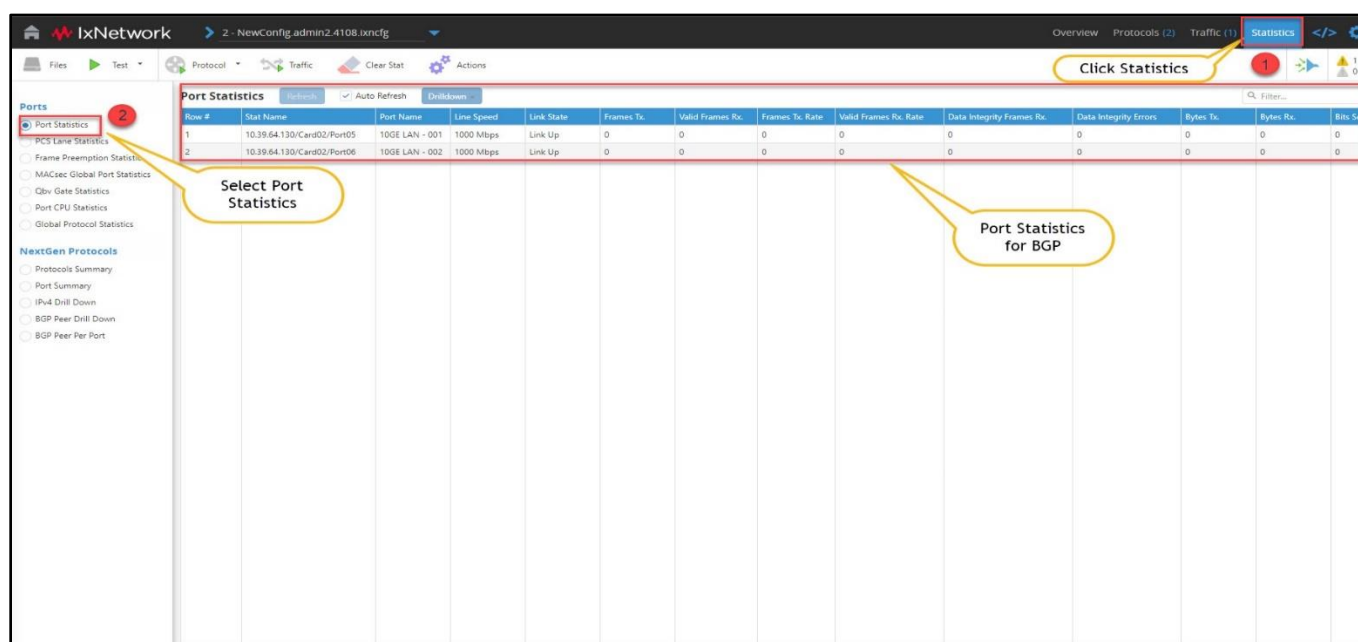 IxNetwork
2 - NewConfig.admin2.4108.ixncfg
Overview Protocols (2) Traffic (1) Statistics </>
Files Test Protocol Traffic Clear Stat Actions
Click Statistics
1
1
0
Ports
Port Statistics
2
PCS Lane Statistics
Frame Preemption Statistics
MACsec Global Port Statistics
Qbv Gate Statistics
Port CPU Statistics
Global Protocol Statistics
NextGen Protocols
Protocols Summary
Port Summary
IPv4 Drill Down
BGP Peer Drill Down
BGP Peer Per Port
Select Port
Statistics
Port Statistics Refresh Auto Refresh Drilldown Filter...
Row # Stat Name Port Name Line Speed Link State Frames Tx. Valid Frames Rx. Frames Tx. Rate Valid Frames Rx. Rate Data Integrity Frames Rx. Data Integrity Errors Bytes Tx. Bytes Rx. Bits Se
1 10.39.64.130/Card02/Port05 10GE LAN - 001 1000 Mbps Link Up 0 0 0 0 0 0 0 0 0
2 10.39.64.130/Card02/Port06 10GE LAN - 002 1000 Mbps Link Up 0 0 0 0 0 0 0 0 0
Port Statistics
for BGP